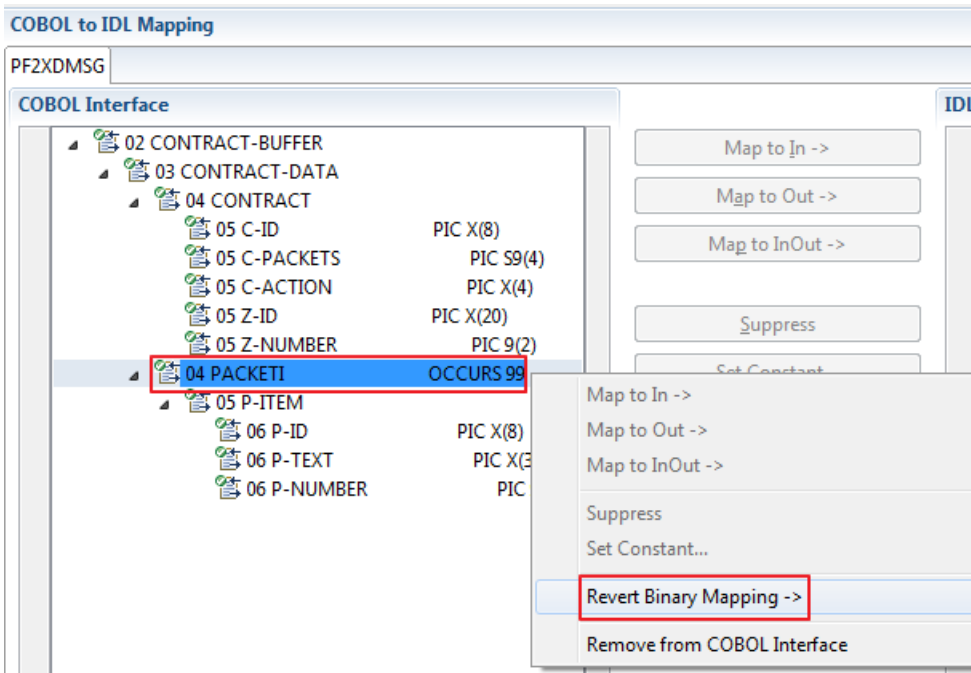 COBOL to IDL Mapping
PF2XDMSG
COBOL Interface
02 CONTRACT-BUFFER
03 CONTRACT-DATA
04 CONTRACT
05 C-ID PIC X(8)
05 C-PACKETS PIC S9(4)
05 C-ACTION PIC X(4)
05 Z-ID PIC X(20)
05 Z-NUMBER PIC 9(2)
04 PACKETI OCCURS 99
05 P-ITEM
06 P-ID PIC X(8)
06 P-TEXT PIC X(3
06 P-NUMBER PIC
Map to In ->
Map to Out ->
Map to InOut ->
Suppress
Set Constant...
IDL
Map to In ->
Map to Out ->
Map to InOut ->
Suppress
Set Constant...
Revert Binary Mapping ->
Remove from COBOL Interface